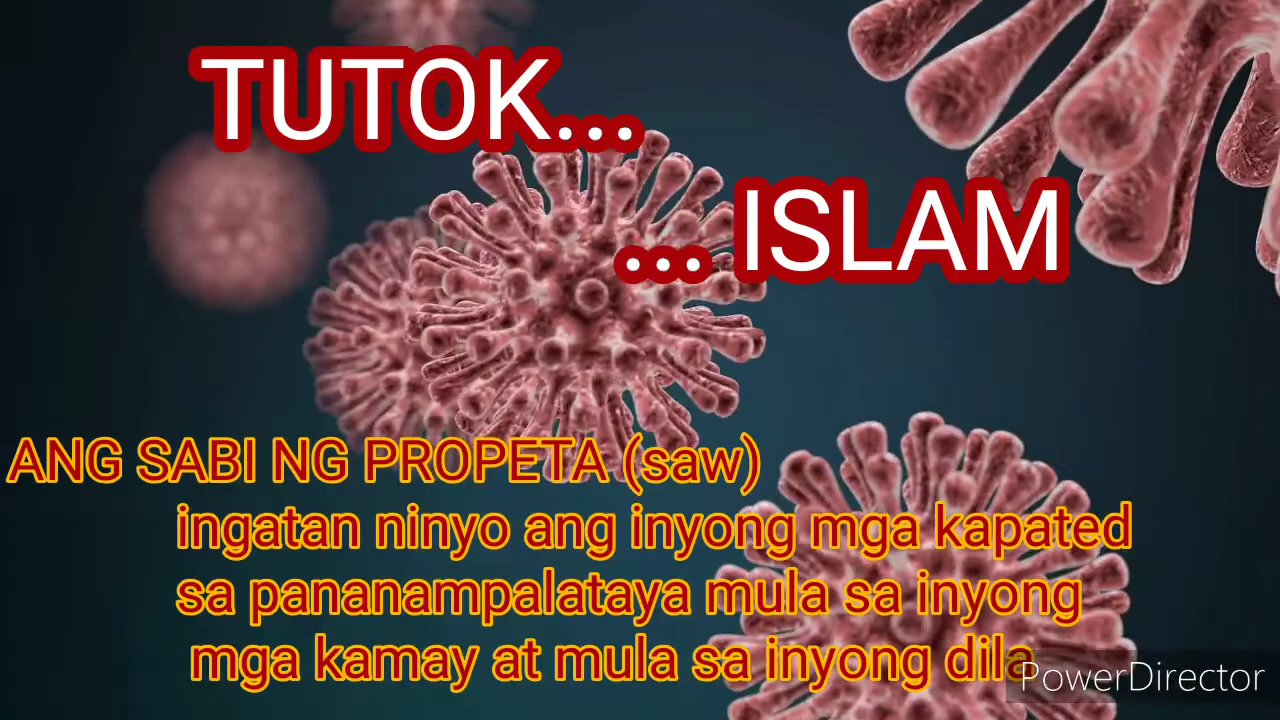 TUTOK...
... ISLAM
ANG SABI NG PROPETA (saw)
ingatan ninyo ang inyong mga kapated
sa pananampalataya mula sa inyong
mga kamay at mula sa inyong dila
PowerDirector